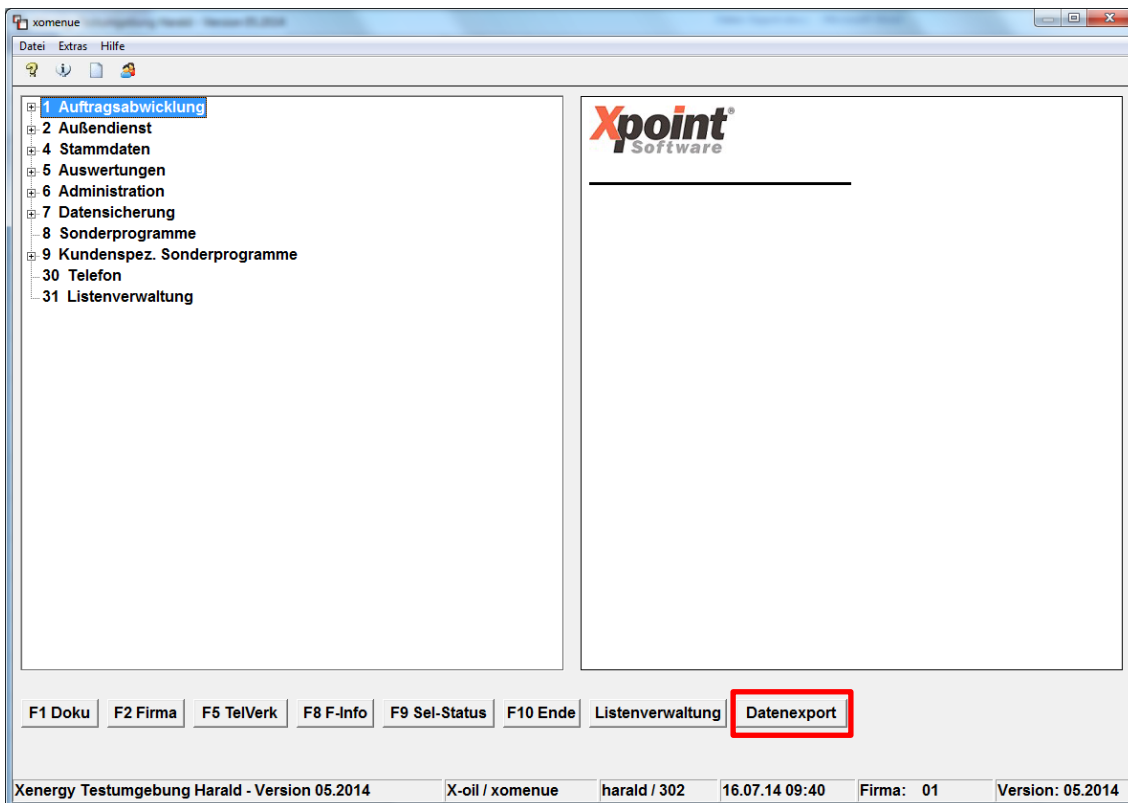 xomenue
Datei Extras Hilfe
1 Auftragsabwicklung
2 Außendienst
4 Stammdaten
5 Auswertungen
6 Administration
7 Datensicherung
8 Sonderprogramme
9 Kundenspez. Sonderprogramme
30 Telefon
31 Listenverwaltung
Xpoint®
Software
F1 Doku F2 Firma F5 TelVerk F8 F-Info F9 Sel-Status F10 Ende Listenverwaltung Datenexport
Xenergy Testumgebung Harald - Version 05.2014 X-oil / xomenue harald / 302 16.07.14 09:40 Firma: 01 Version: 05.2014